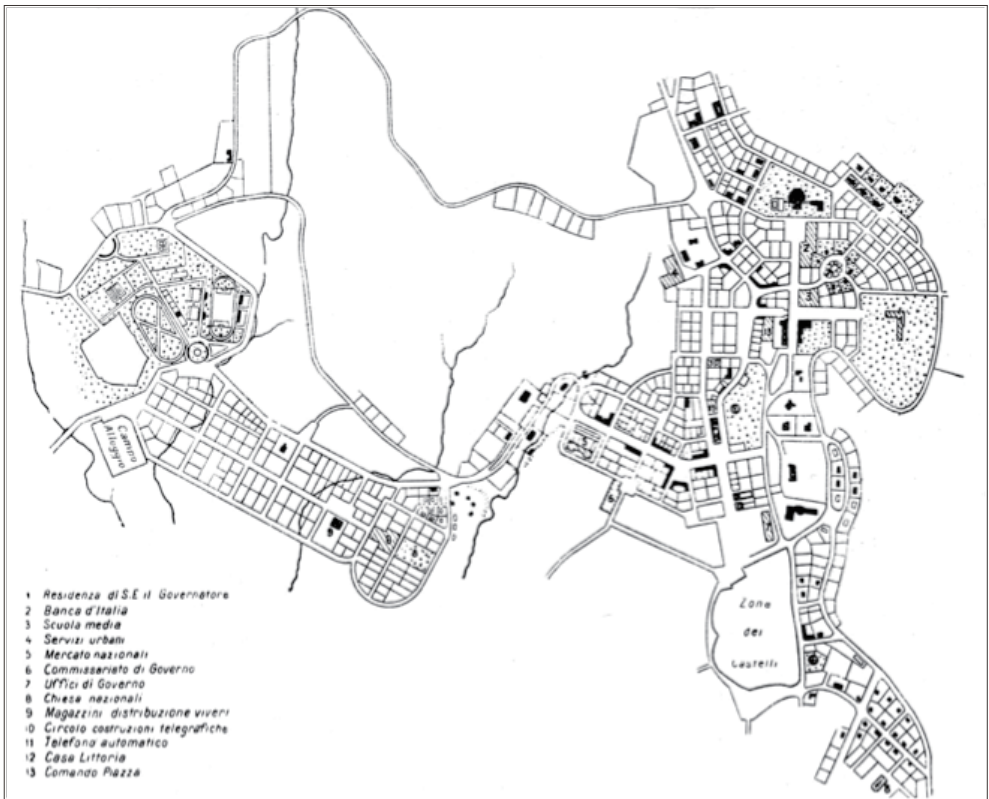 Campo
Alloggio
Zona
dei
Castelli
1 Residenza di S.E il Governatore
2 Banca d'Italia
3 Scuola media
4 Servizi urbani
5 Mercato nazionali
6 Commissariato di Governo
7 Uffici di Governo
8 Chiese nazionali
9 Magazzini distribuzione viveri
10 Circolo costruzioni telegrafiche
11 Telefono automatico
12 Casa Littoria
13 Comando Piazza